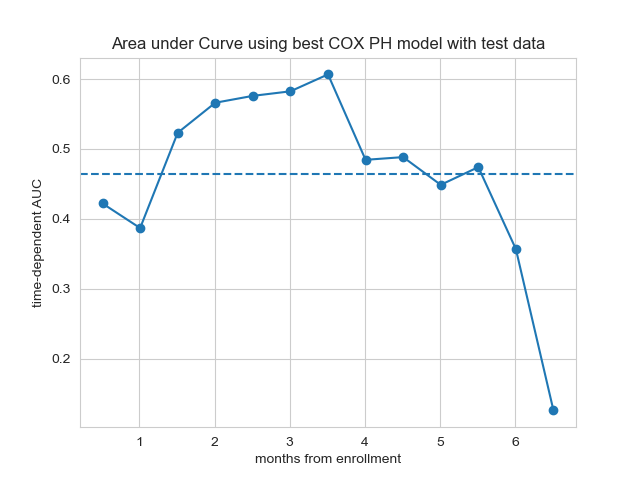 Area under Curve using best COX PH model with test data
0.6
0.5
0.4
0.3
0.2
time-dependent AUC
1 2 3 4 5 6
months from enrollment